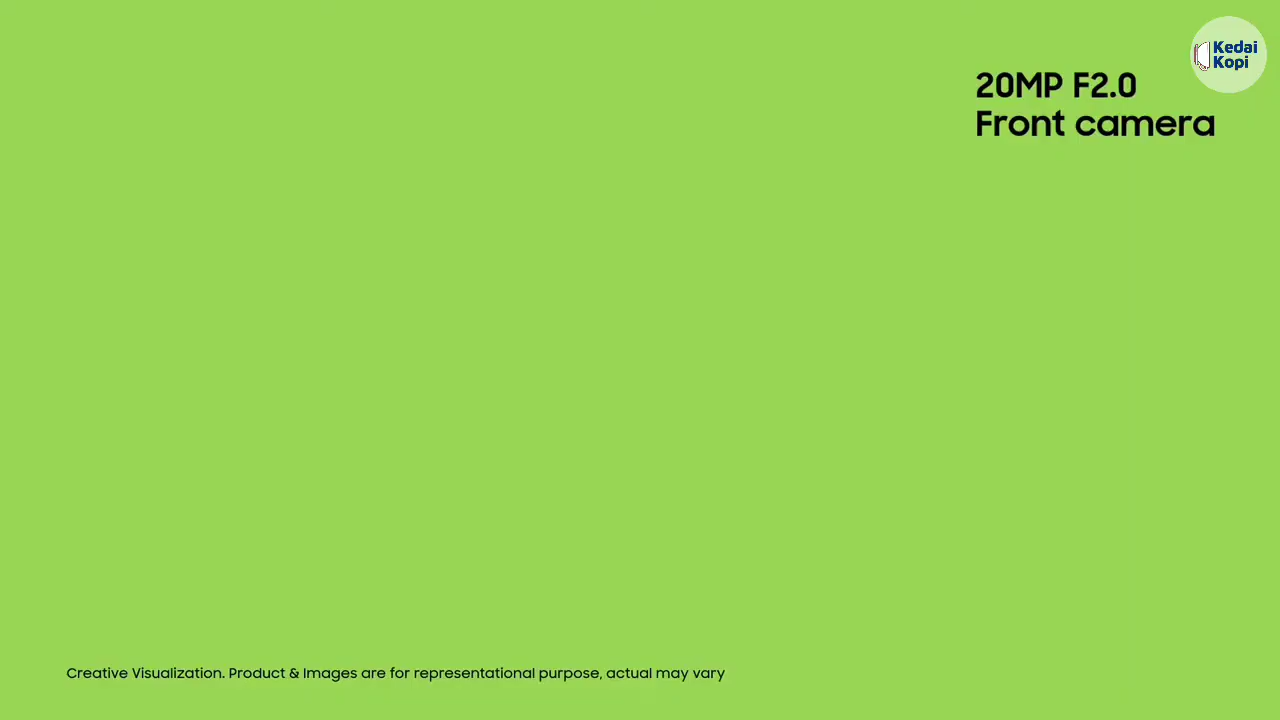 Kedai
Kopi
20MP F2.0
Front camera
Creative Visualization. Product & Images are for representational purpose, actual may vary